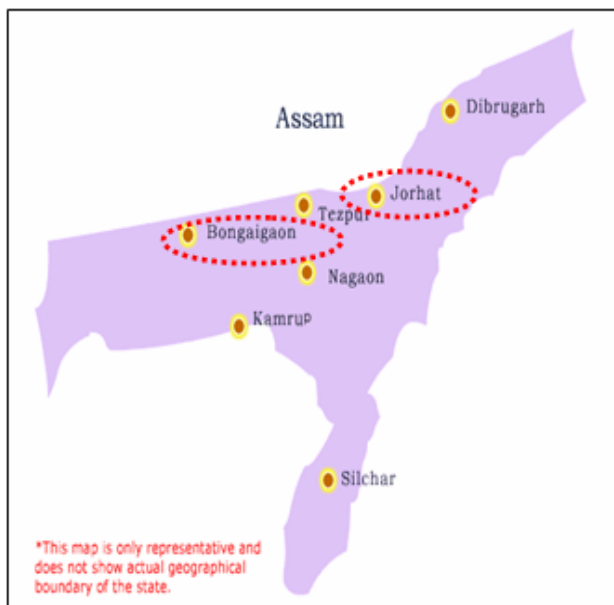 Assam
Dibrugarh
Jorhat
Tezpur
Bongaigaon
Nagaon
Kamrup
Silchar
*This map is only representative and
does not show actual geographical
boundary of the state.